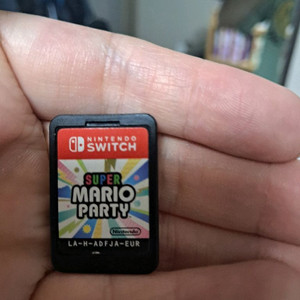 NINTENDO
SWITCH
SUPER
MARIO
PARTY
Nintendo
LA-H-ADFJA-EUR